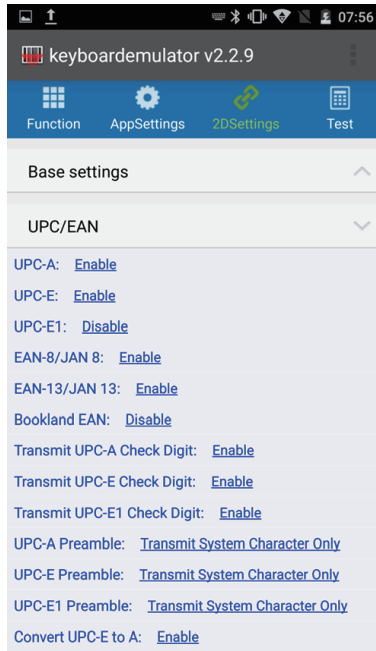 07:56
keyboardemulator v2.2.9
Function AppSettings 2DSettings Test
Base settings
UPC/EAN
UPC-A: Enable
UPC-E: Enable
UPC-E1: Disable
EAN-8/JAN 8: Enable
EAN-13/JAN 13: Enable
Bookland EAN: Disable
Transmit UPC-A Check Digit: Enable
Transmit UPC-E Check Digit: Enable
Transmit UPC-E1 Check Digit: Enable
UPC-A Preamble: Transmit System Character Only
UPC-E Preamble: Transmit System Character Only
UPC-E1 Preamble: Transmit System Character Only
Convert UPC-E to A: Enable